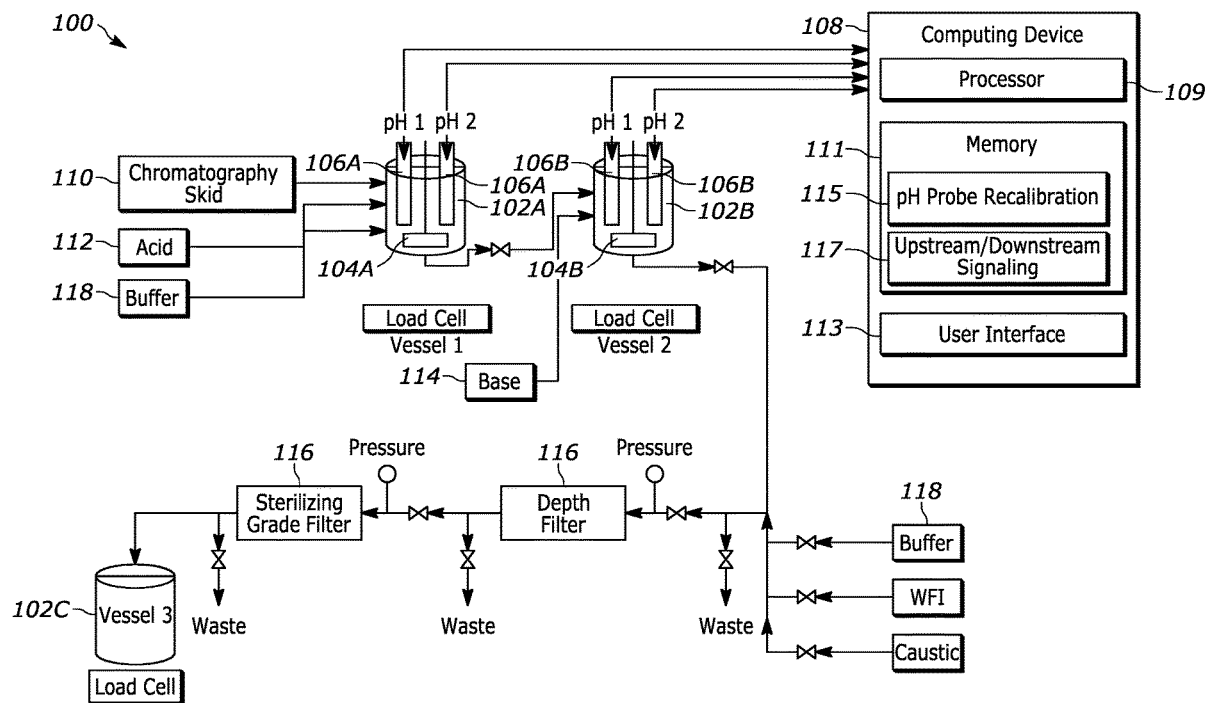 100
108
Computing Device
Processor
109
pH 1
pH 2
pH 1
pH 2
111
Memory
106A
106A
106B
106B
110
Chromatography
Skid
102A
102B
115
pH Probe Recalibration
112
Acid
104A
104B
117
Upstream/Downstream
Signaling
118
Buffer
Load Cell
Vessel 1
Load Cell
Vessel 2
113
User Interface
114
Base
116
Pressure
116
Pressure
Sterilizing
Grade Filter
Depth
Filter
118
Buffer
102C
Vessel 3
Waste
Waste
Waste
WFI
Caustic
Load Cell